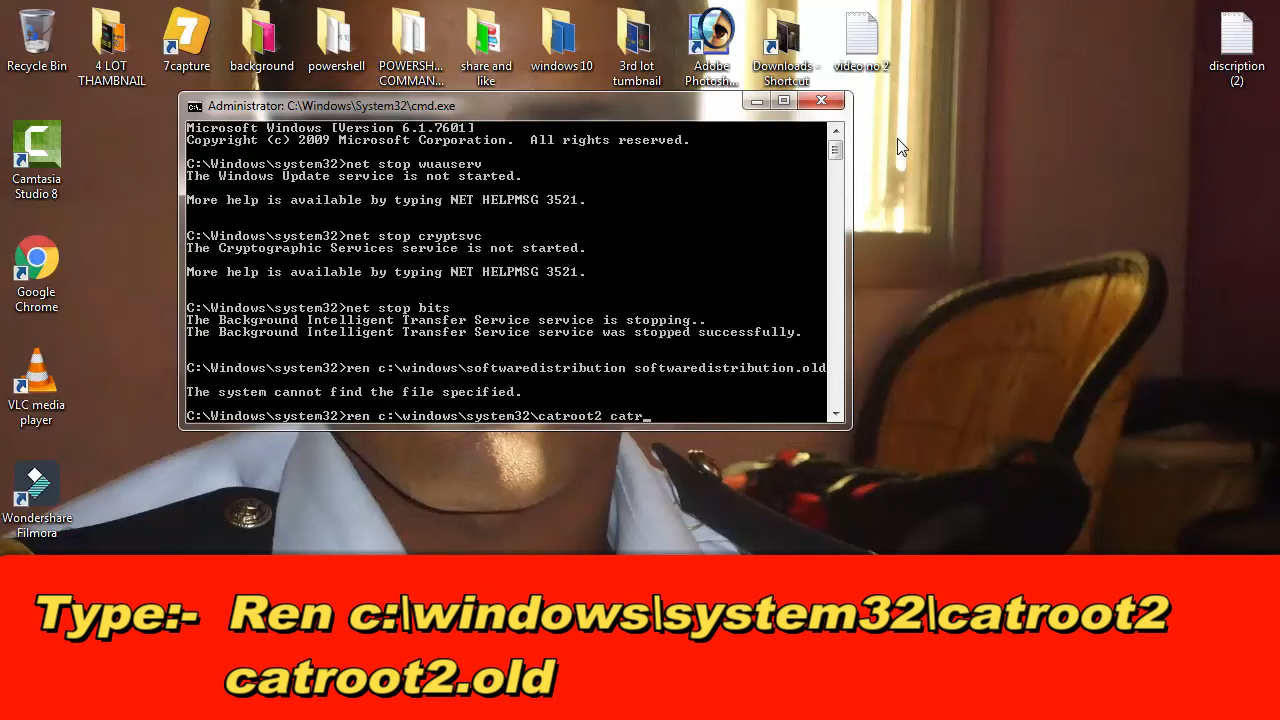 Recycle Bin
4 LOT
THAMBNAIL
7capture
background
powershell
POWERSH...
COMMAN...
share and
like
windows 10
3rd lot
tumbnail
Adobe
Photosh...
Downloads -
Shortcut
video no 2
discription
(2)
Camtasia
Studio 8
Google
Chrome
VLC media
player
Wondershare
Filmora
Administrator: C:\Windows\System32\cmd.exe
Microsoft Windows [Version 6.1.7601]
Copyright (c) 2009 Microsoft Corporation.  All rights reserved.
C:\Windows\system32>net stop wuauserv
The Windows Update service is not started.
More help is available by typing NET HELPMSG 3521.
C:\Windows\system32>net stop cryptsvc
The Cryptographic Services service is not started.
More help is available by typing NET HELPMSG 3521.
C:\Windows\system32>net stop bits
The Background Intelligent Transfer Service service is stopping..
The Background Intelligent Transfer Service service was stopped successfully.
C:\Windows\system32>ren c:\windows\softwaredistribution softwaredistribution.old
The system cannot find the file specified.
C:\Windows\system32>ren c:\windows\system32\catroot2 catr_
Type:- Ren c:\windows\system32\catroot2
catroot2.old